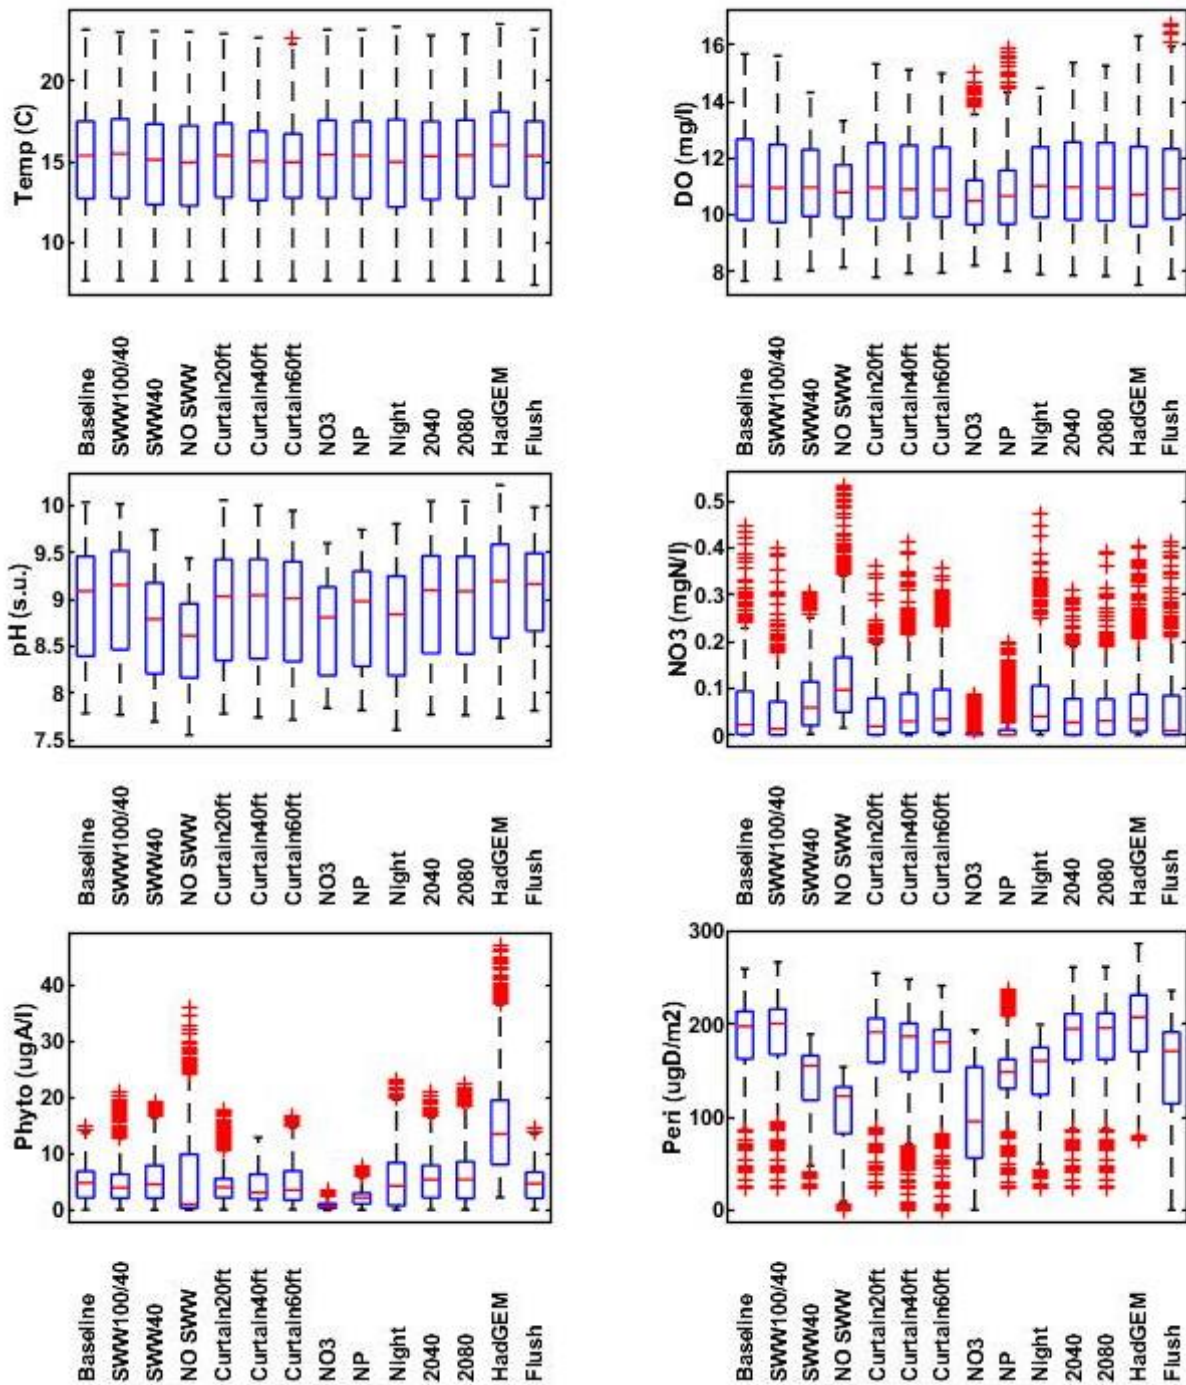 Temp (C)
20
15
10
Baseline
SWW100/40
SWW40
NO SWW
Curtain20ft
Curtain40ft
Curtain60ft
NO3
NP
Night
2040
2080
HadGEM
Flush
DO (mg/l)
16
14
12
10
8
Baseline
SWW100/40
SWW40
NO SWW
Curtain20ft
Curtain40ft
Curtain60ft
NO3
NP
Night
2040
2080
HadGEM
Flush
pH (s.u.)
10
9.5
9
8.5
8
7.5
Baseline
SWW100/40
SWW40
NO SWW
Curtain20ft
Curtain40ft
Curtain60ft
NO3
NP
Night
2040
2080
HadGEM
Flush
NO3 (mgN/l)
0.5
0.4
0.3
0.2
0.1
0
Baseline
SWW100/40
SWW40
NO SWW
Curtain20ft
Curtain40ft
Curtain60ft
NO3
NP
Night
2040
2080
HadGEM
Flush
Phyto (ugA/l)
40
30
20
10
0
Baseline
SWW100/40
SWW40
NO SWW
Curtain20ft
Curtain40ft
Curtain60ft
NO3
NP
Night
2040
2080
HadGEM
Flush
Peri (ugD/m2)
300
200
100
0
Baseline
SWW100/40
SWW40
NO SWW
Curtain20ft
Curtain40ft
Curtain60ft
NO3
NP
Night
2040
2080
HadGEM
Flush